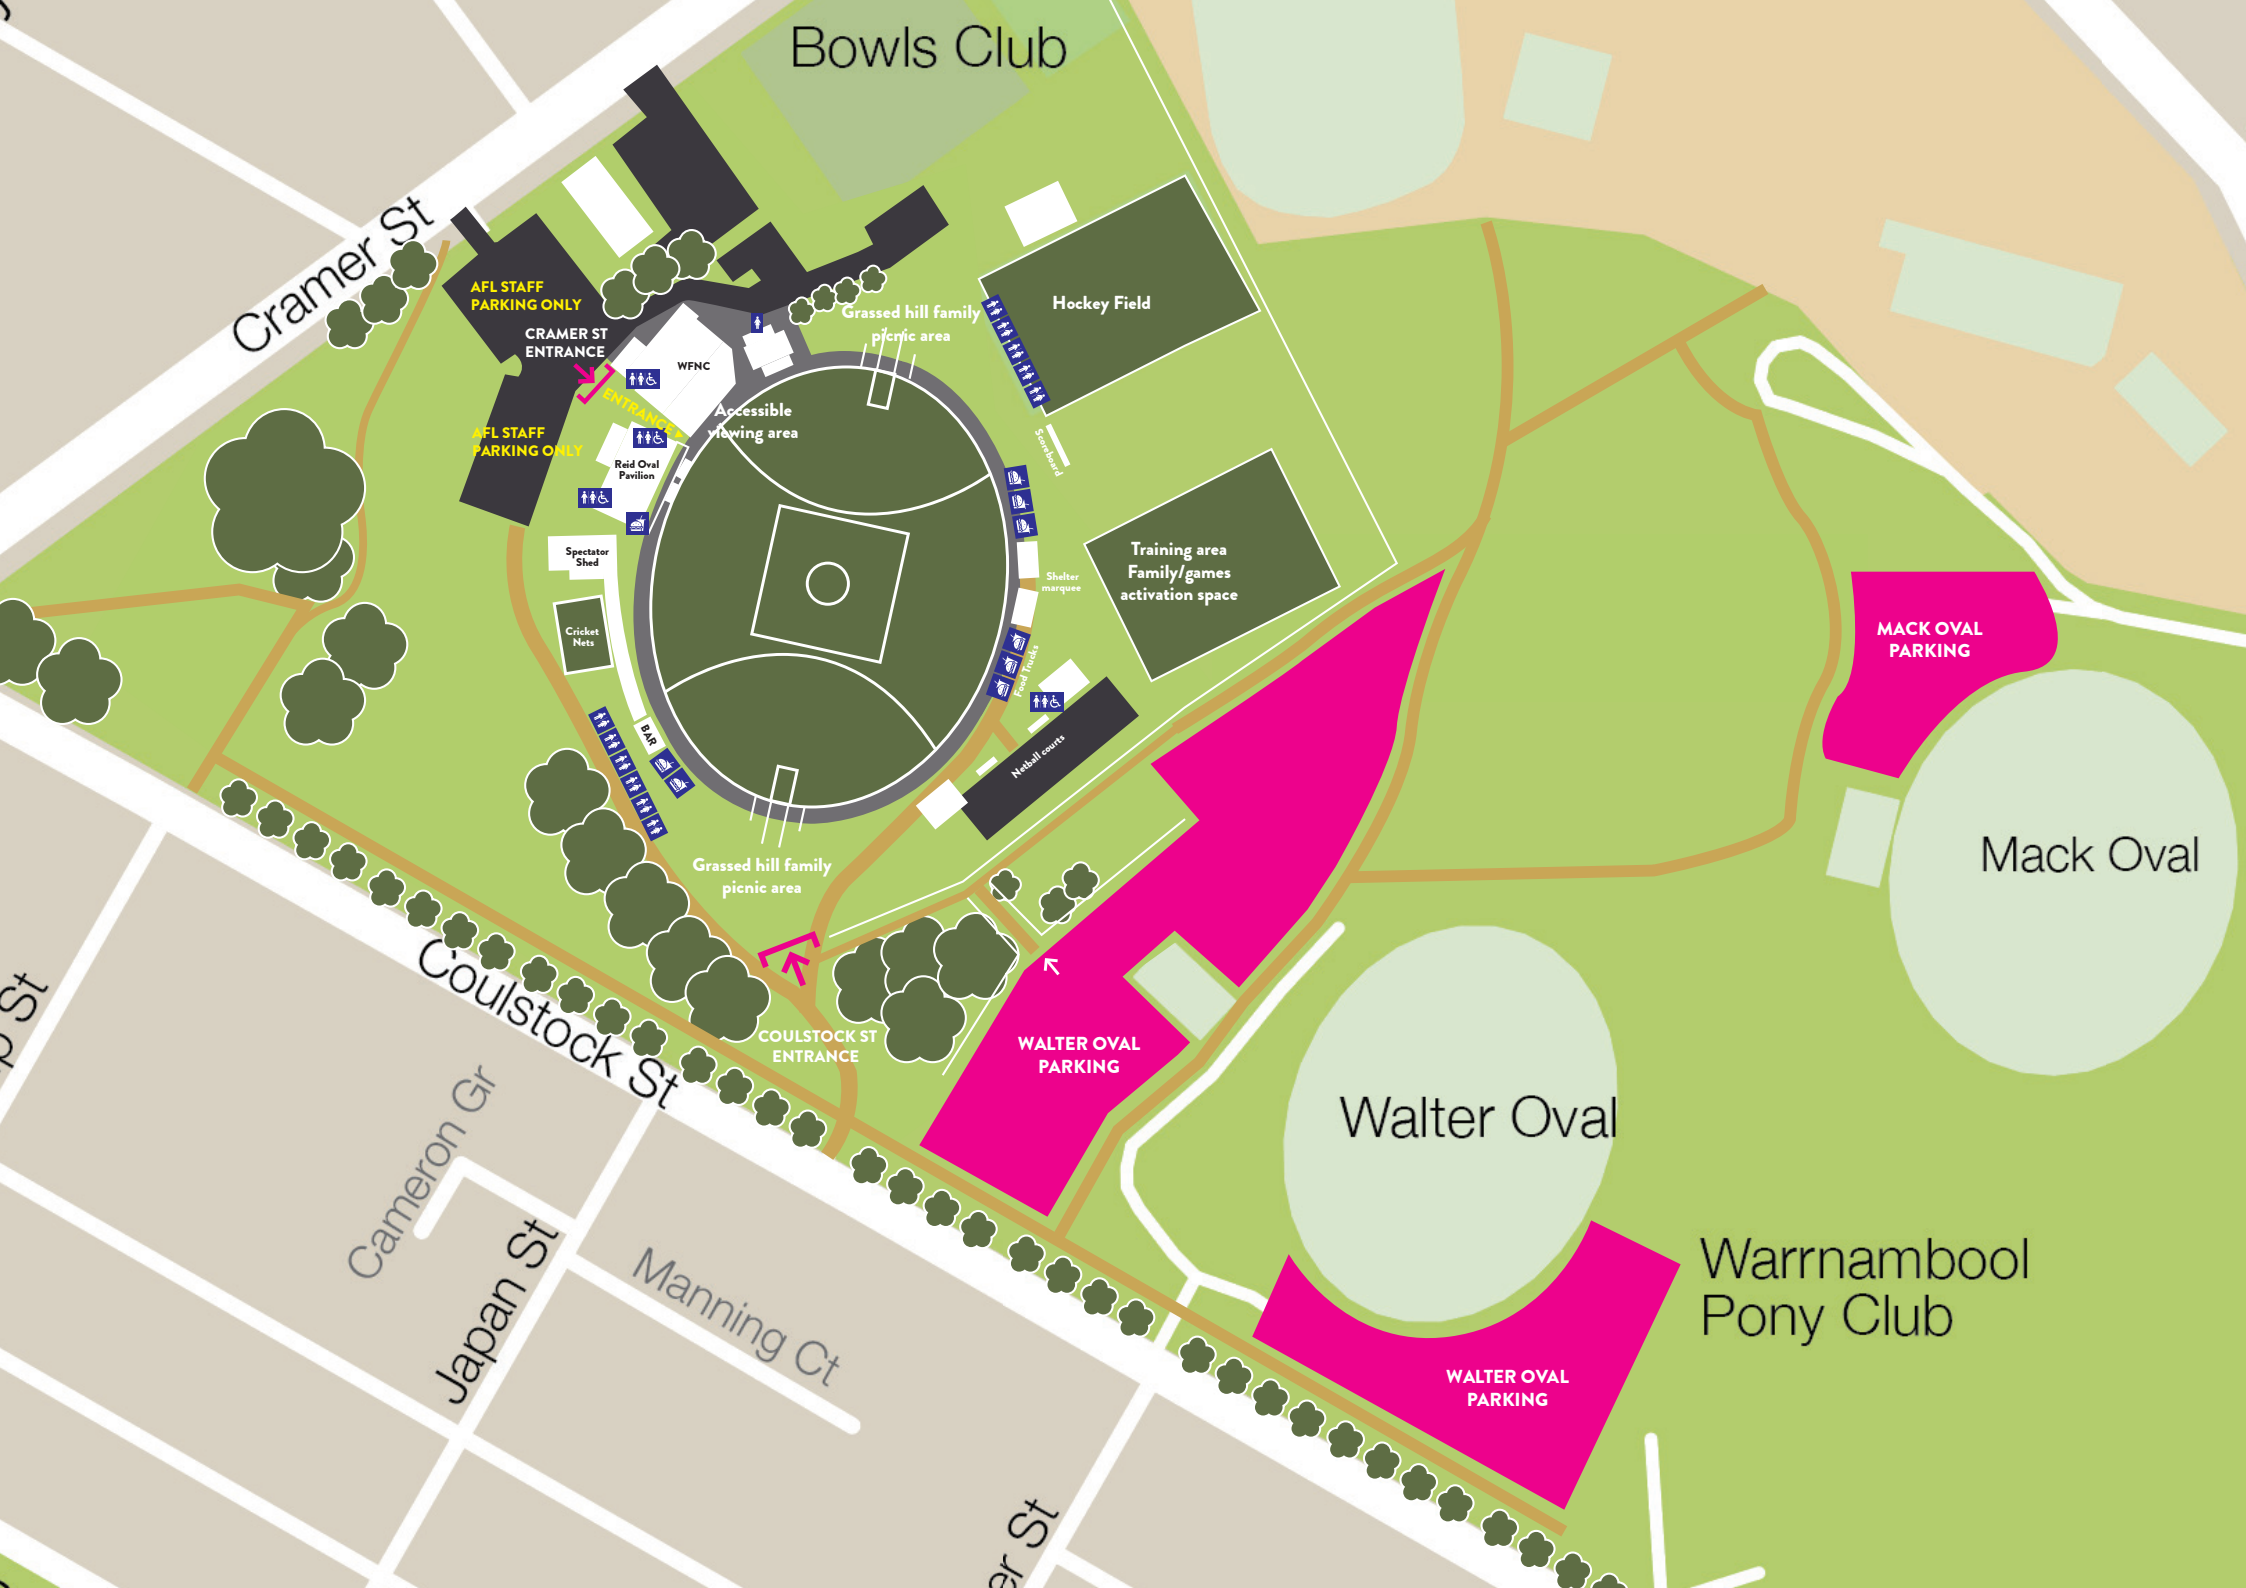 Bowls Club
Cramer St
AFL STAFF
PARKING ONLY
CRAMER ST
ENTRANCE
Grassed hill family
picnic area
Hockey Field
WFNC
ENTRANCE
Accessible
viewing area
AFL STAFF
PARKING ONLY
Reid Oval
Pavilion
Scoreboard
Spectator
Shed
Training area
Family/games
activation space
Shelter
marquee
Cricket
Nets
Food Trucks
BAR
Netball courts
MACK OVAL
PARKING
Mack Oval
Grassed hill family
picnic area
Coulstock St
COULSTOCK ST
ENTRANCE
WALTER OVAL
PARKING
Walter Oval
St
Cameron Gr
Japan St
Manning Ct
Warrnambool
Pony Club
WALTER OVAL
PARKING
er St